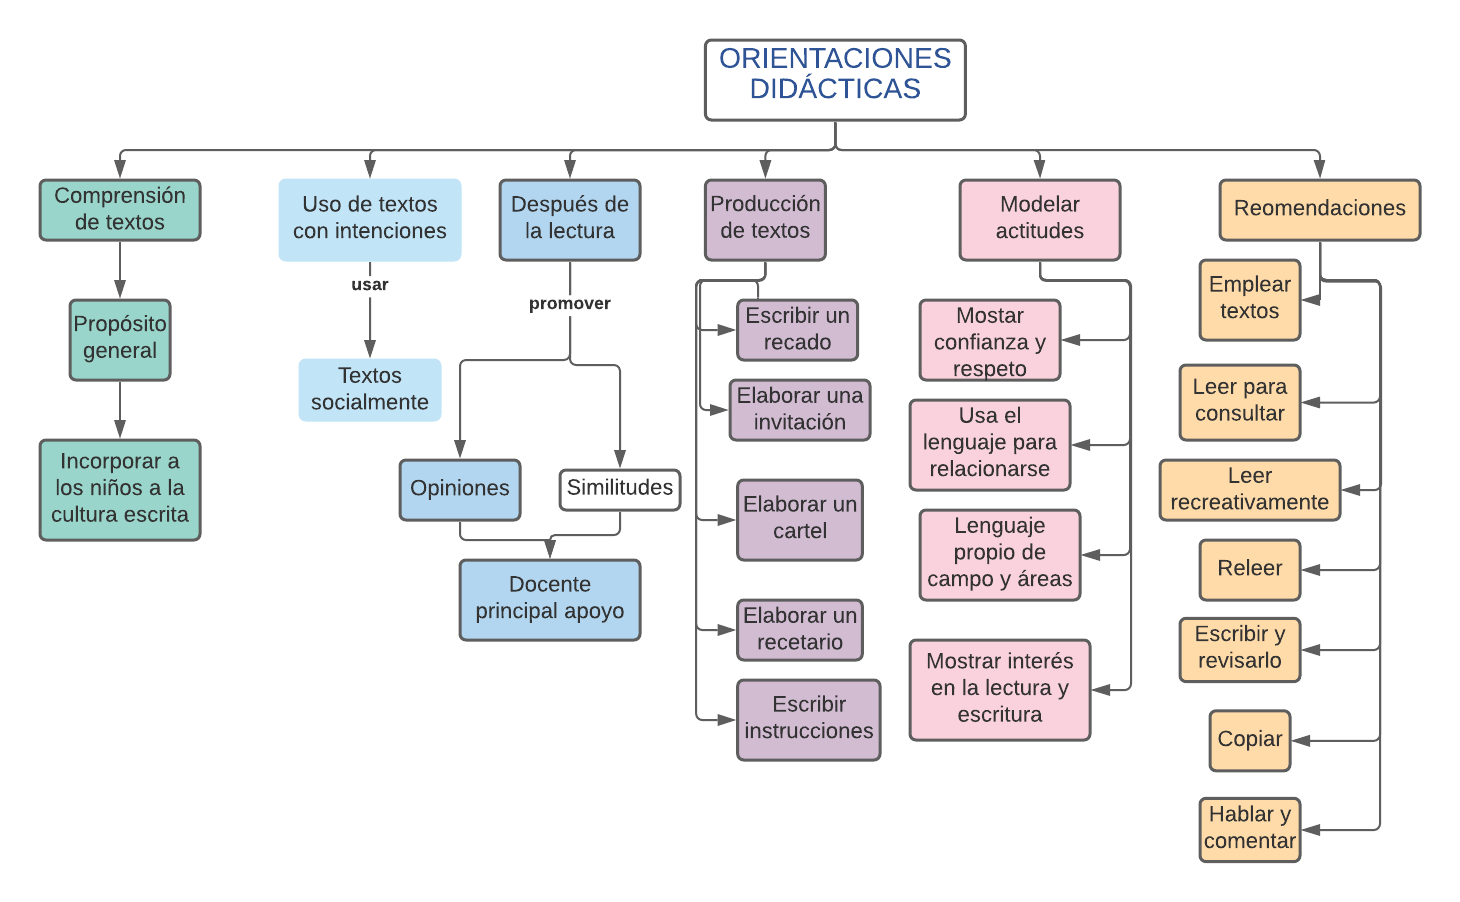 ORIENTACIONES
DIDÁCTICAS
Comprensión
de textos
Propósito
general
Incorporar a
los niños a la
cultura escrita
Uso de textos
con intenciones
usar
Textos
socialmente
Después de
la lectura
promover
Opiniones
Similitudes
Docente
principal apoyo
Producción
de textos
Escribir un
recado
Elaborar una
invitación
Elaborar un
cartel
Elaborar un
recetario
Escribir
instrucciones
Modelar
actitudes
Mostar
confianza y
respeto
Usa el
lenguaje para
relacionarse
Lenguaje
propio de
campo y áreas
Mostrar interés
en la lectura y
escritura
Reomendaciones
Emplear
textos
Leer para
consultar
Leer
recreativamente
Releer
Escribir y
revisarlo
Copiar
Hablar y
comentar